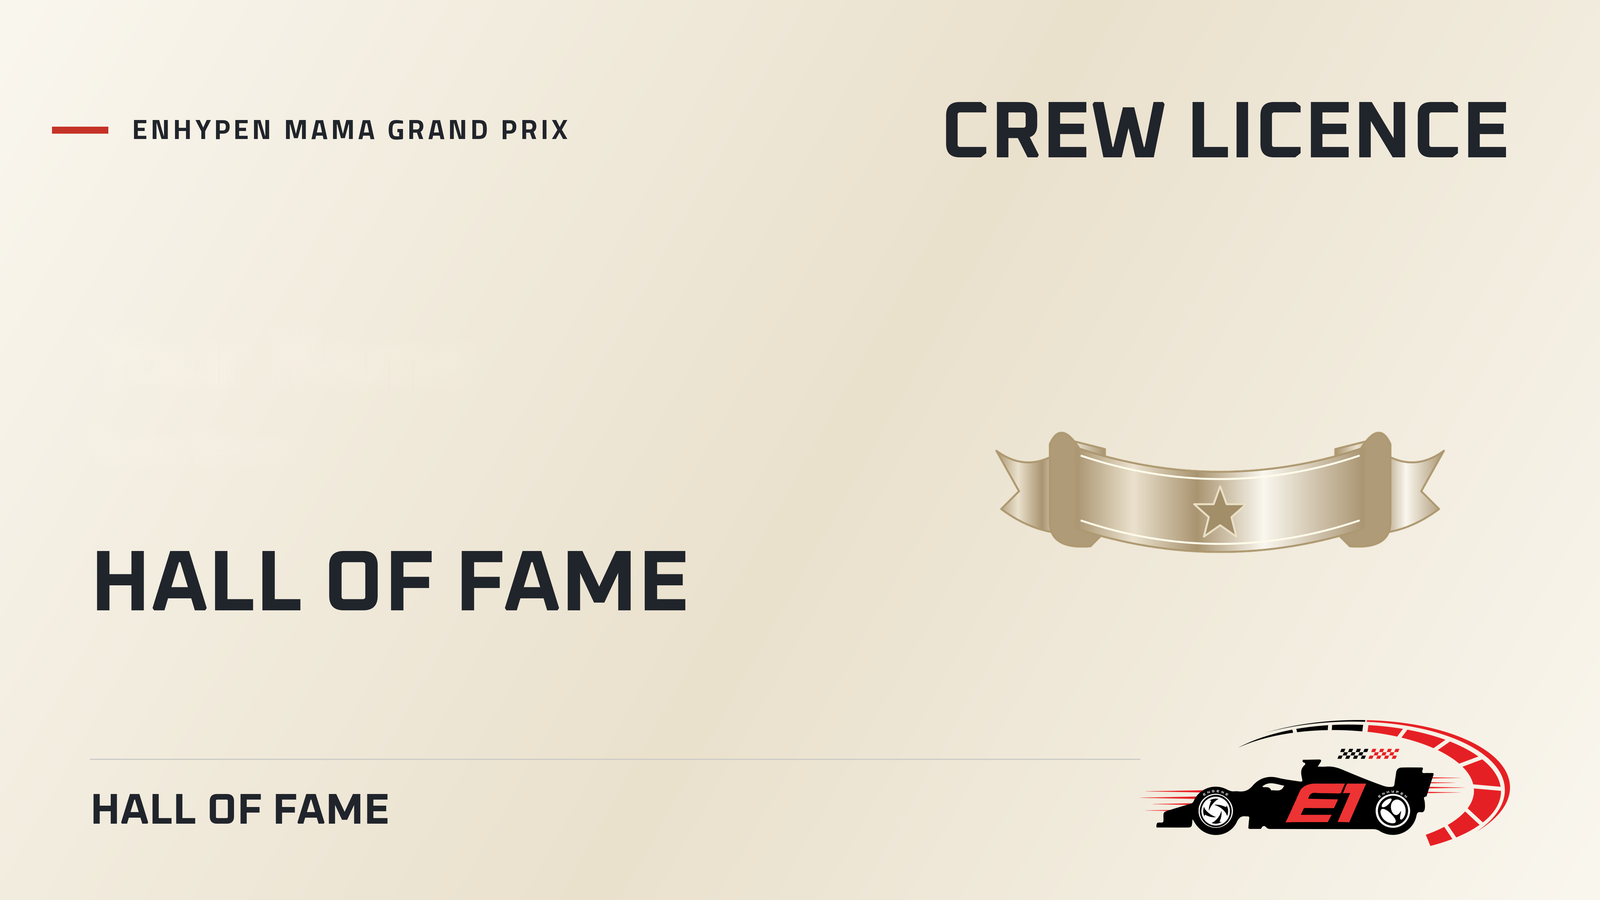 ENHYPEN MAMA GRAND PRIX
CREW LICENCE
HALL OF FAME
HALL OF FAME
E1